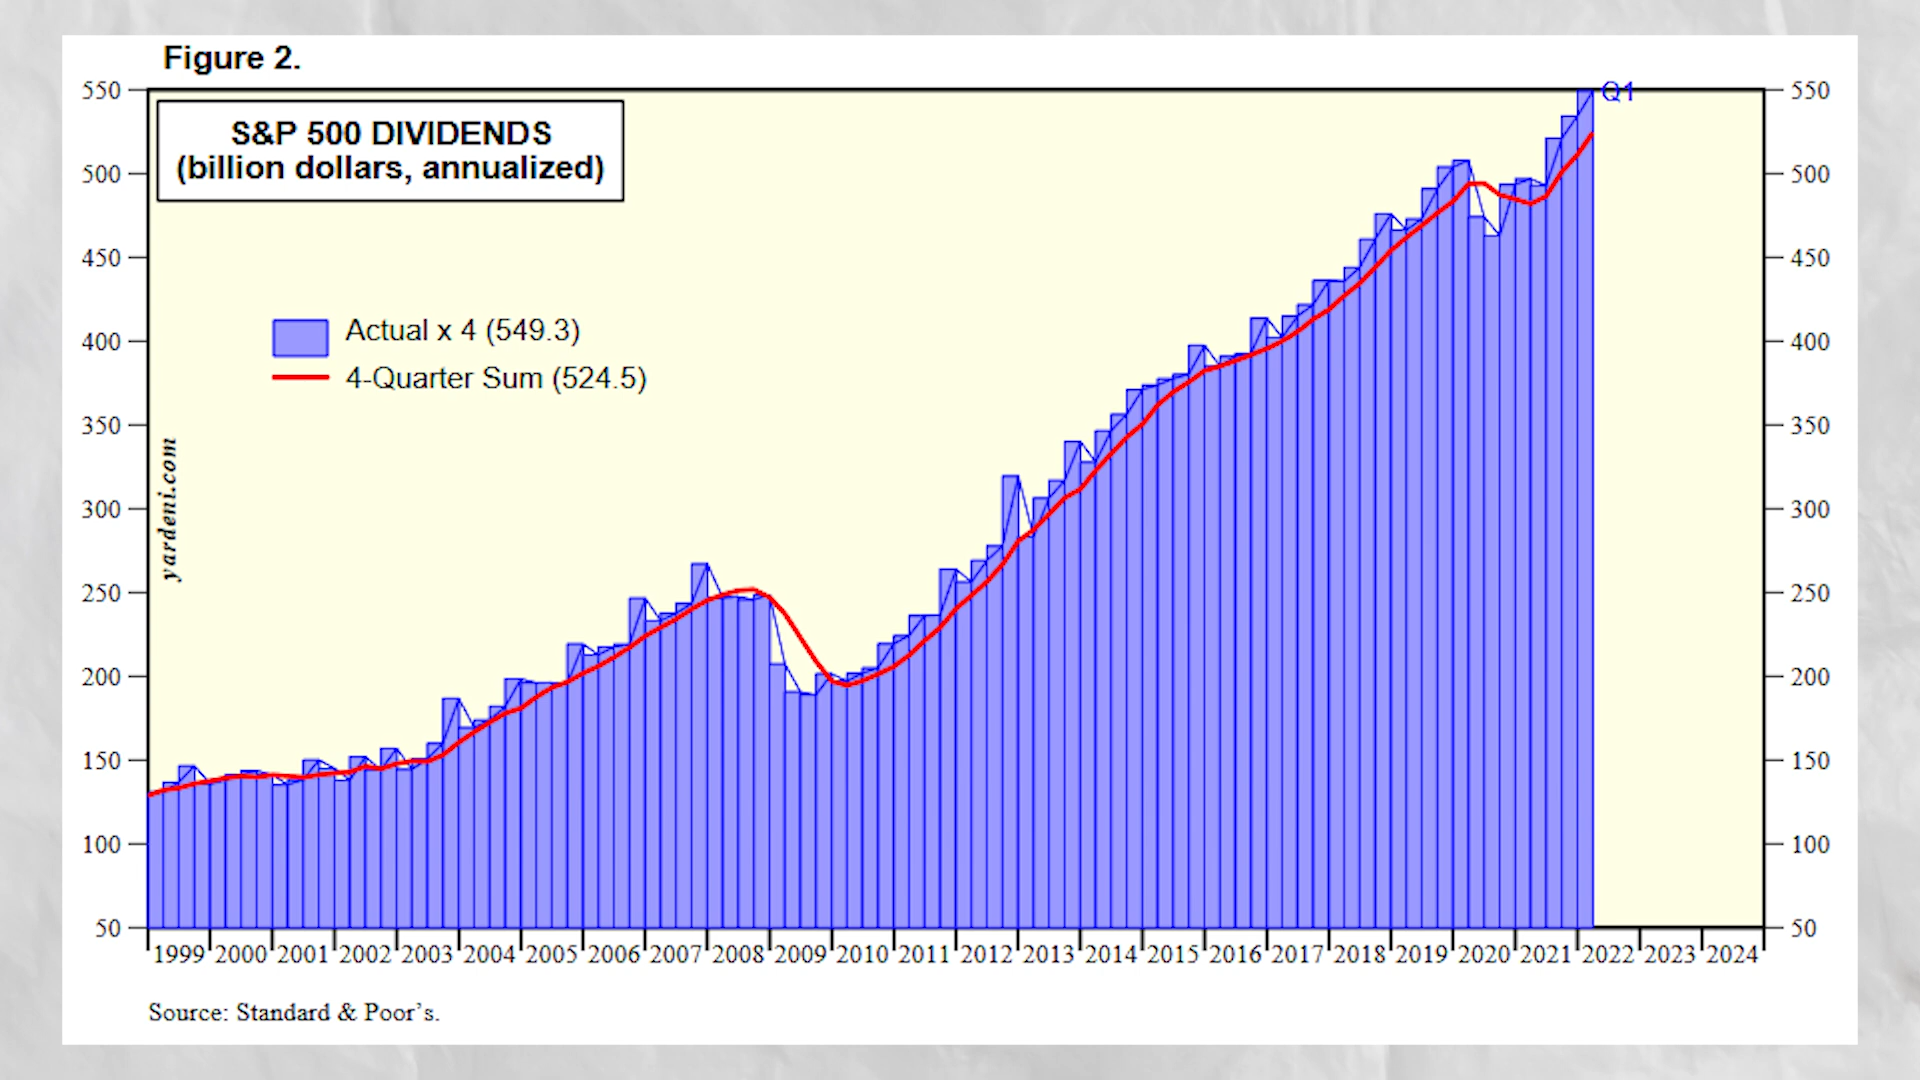 Figure 2.
550
500
450
400
350
300
250
200
150
100
50
S&P 500 DIVIDENDS
(billion dollars, annualized)
Actual x 4 (549.3)
4-Quarter Sum (524.5)
yardeni.com
Q1
550
500
450
400
350
300
250
200
150
100
50
1999 2000 2001 2002 2003 2004 2005 2006 2007 2008 2009 2010 2011 2012 2013 2014 2015 2016 2017 2018 2019 2020 2021 2022 2023 2024
Source: Standard & Poor’s.